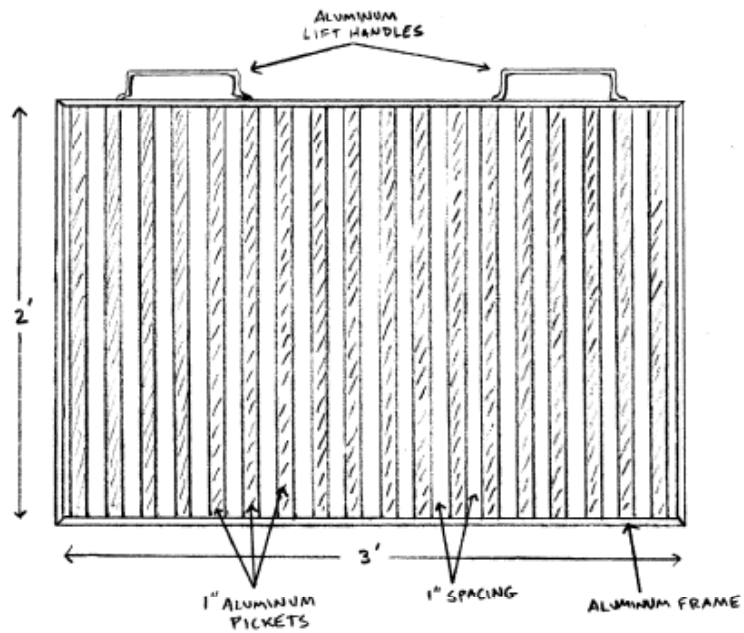 ALUMINUM
LIFT HANDLES
2'
3'
1" ALUMINUM
PICKETS
1" SPACING
ALUMINUM FRAME